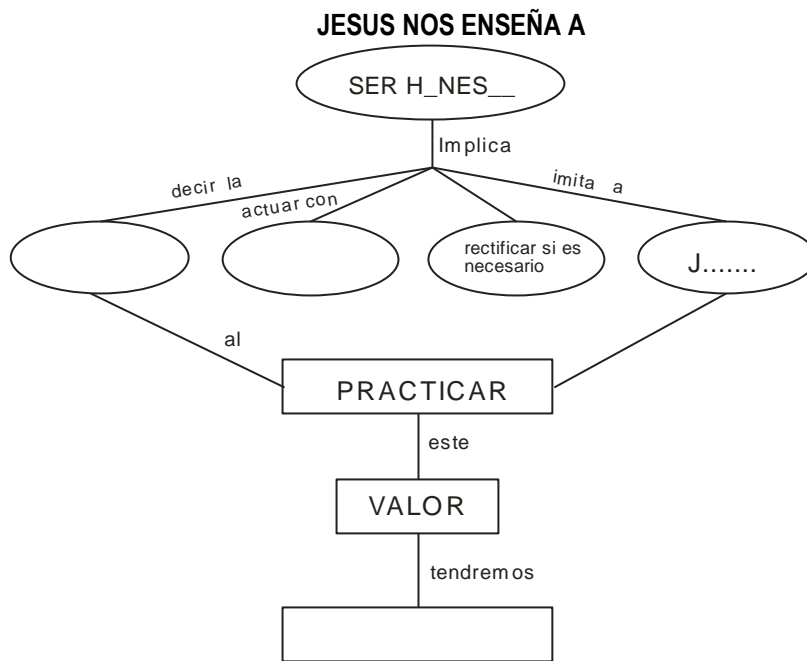 JESUS NOS ENSEÑA A
SER H_NES__
Implica
decir la
actuar con
imita a
rectificar si es
necesario
J.......
al
PRACTICAR
este
VALOR
tendremos